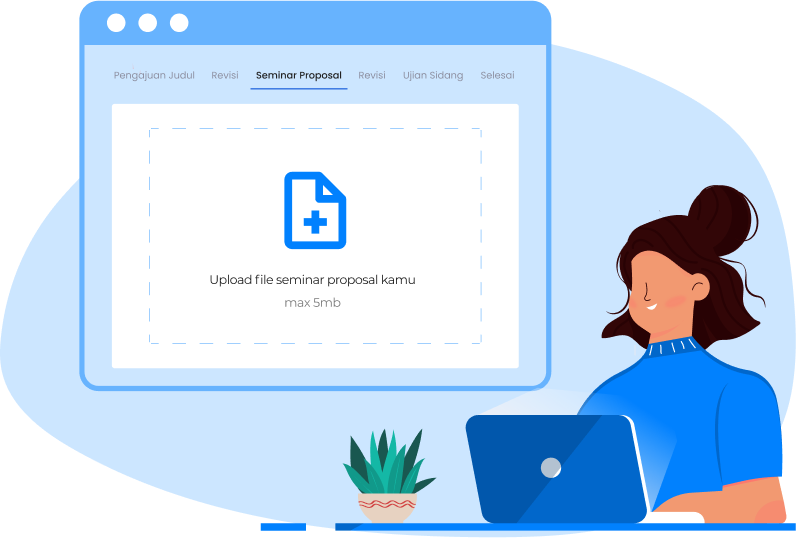 Pengajuan Judul Revisi Seminar Proposal Revisi Ujian Sidang Selesai
Upload file seminar proposal kamu
max 5mb